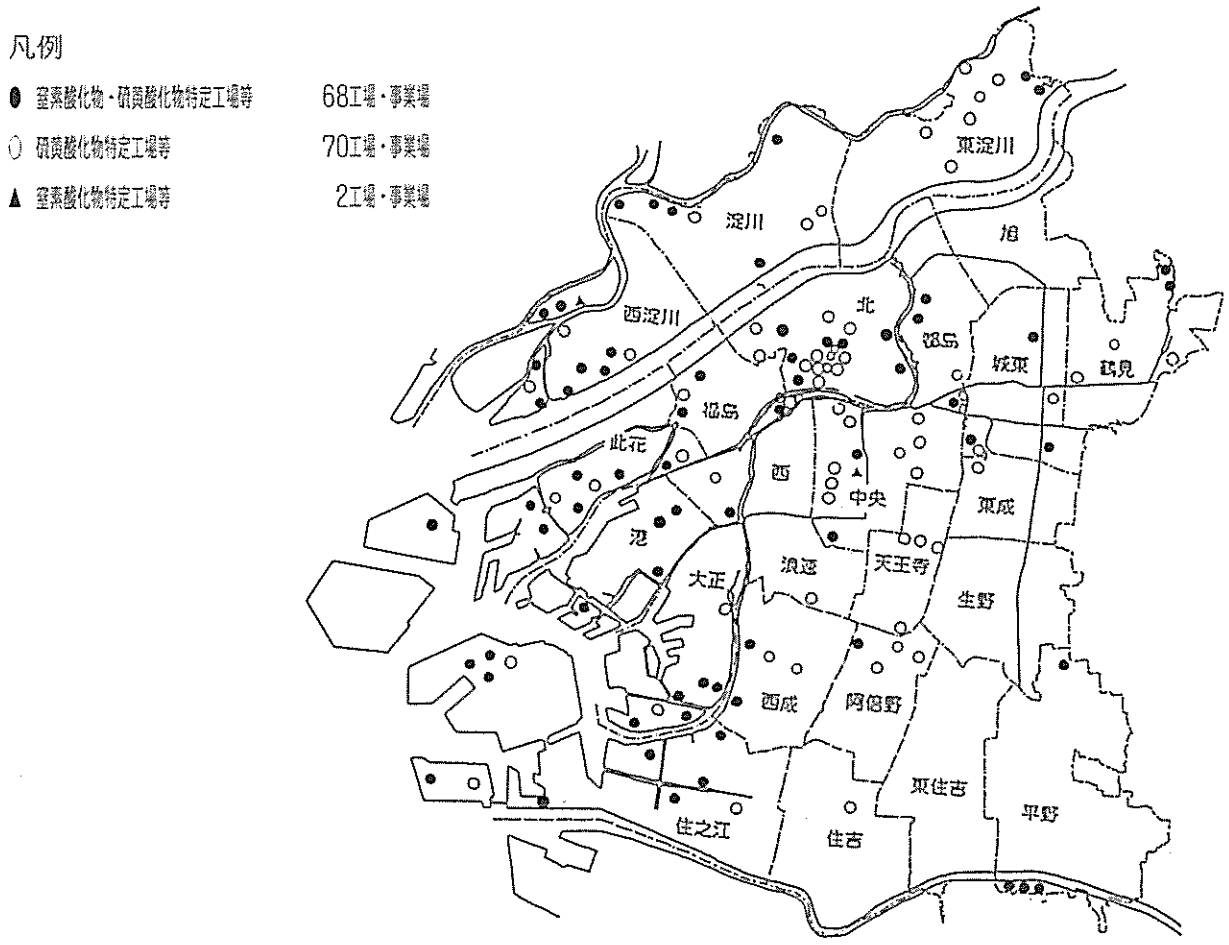 凡例
● 窒素酸化物・硫黄酸化物特定工場等 68工場・事業場
○ 硫黄酸化物特定工場等 70工場・事業場
▲ 窒素酸化物特定工場等 2工場・事業場
東淀川
淀川
旭
北
西淀川
都島
城東
鶴見
福島
此花
西
中央
東成
港
大正
浪速
天王寺
生野
西成
阿倍野
東住吉
平野
住之江
住吉